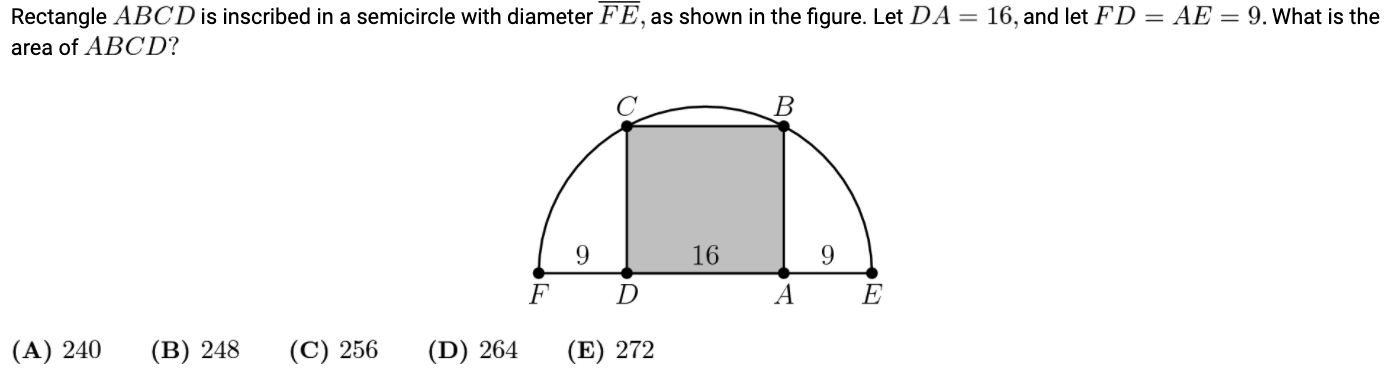 Rectangle ABCD is inscribed in a semicircle with diameter F̅E̅, as shown in the figure. Let DA = 16, and let FD = AE = 9. What is the
area of ABCD?
C B
9 16 9
F D A E
(A) 240 (B) 248 (C) 256 (D) 264 (E) 272